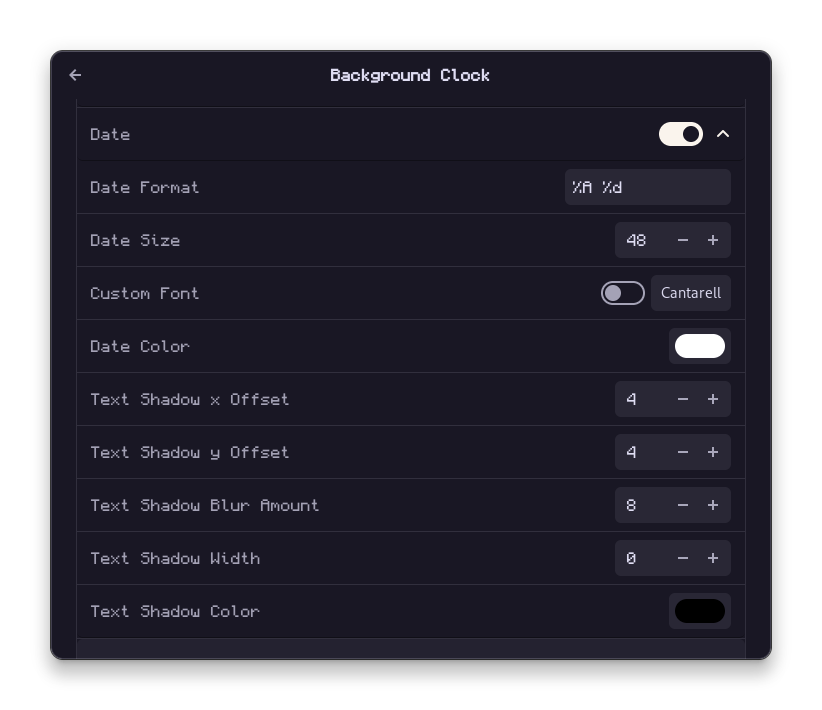 Background Clock
Date
Date Format %A %d
Date Size 48 − +
Custom Font Cantarell
Date Color
Text Shadow x Offset 4 − +
Text Shadow y Offset 4 − +
Text Shadow Blur Amount 8 − +
Text Shadow Width 0 − +
Text Shadow Color